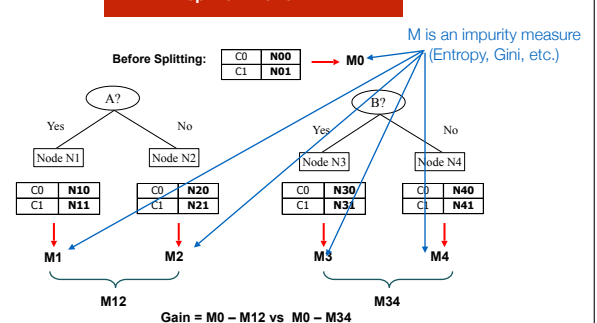 M is an impurity measure
(Entropy, Gini, etc.)
Before Splitting:
C0 N00
C1 N01
M0
A?
B?
Yes No
Yes No
Node N1 Node N2
Node N3 Node N4
C0 N10
C1 N11
C0 N20
C1 N21
C0 N30
C1 N31
C0 N40
C1 N41
M1 M2 M3 M4
M12 M34
Gain = M0 – M12 vs M0 – M34